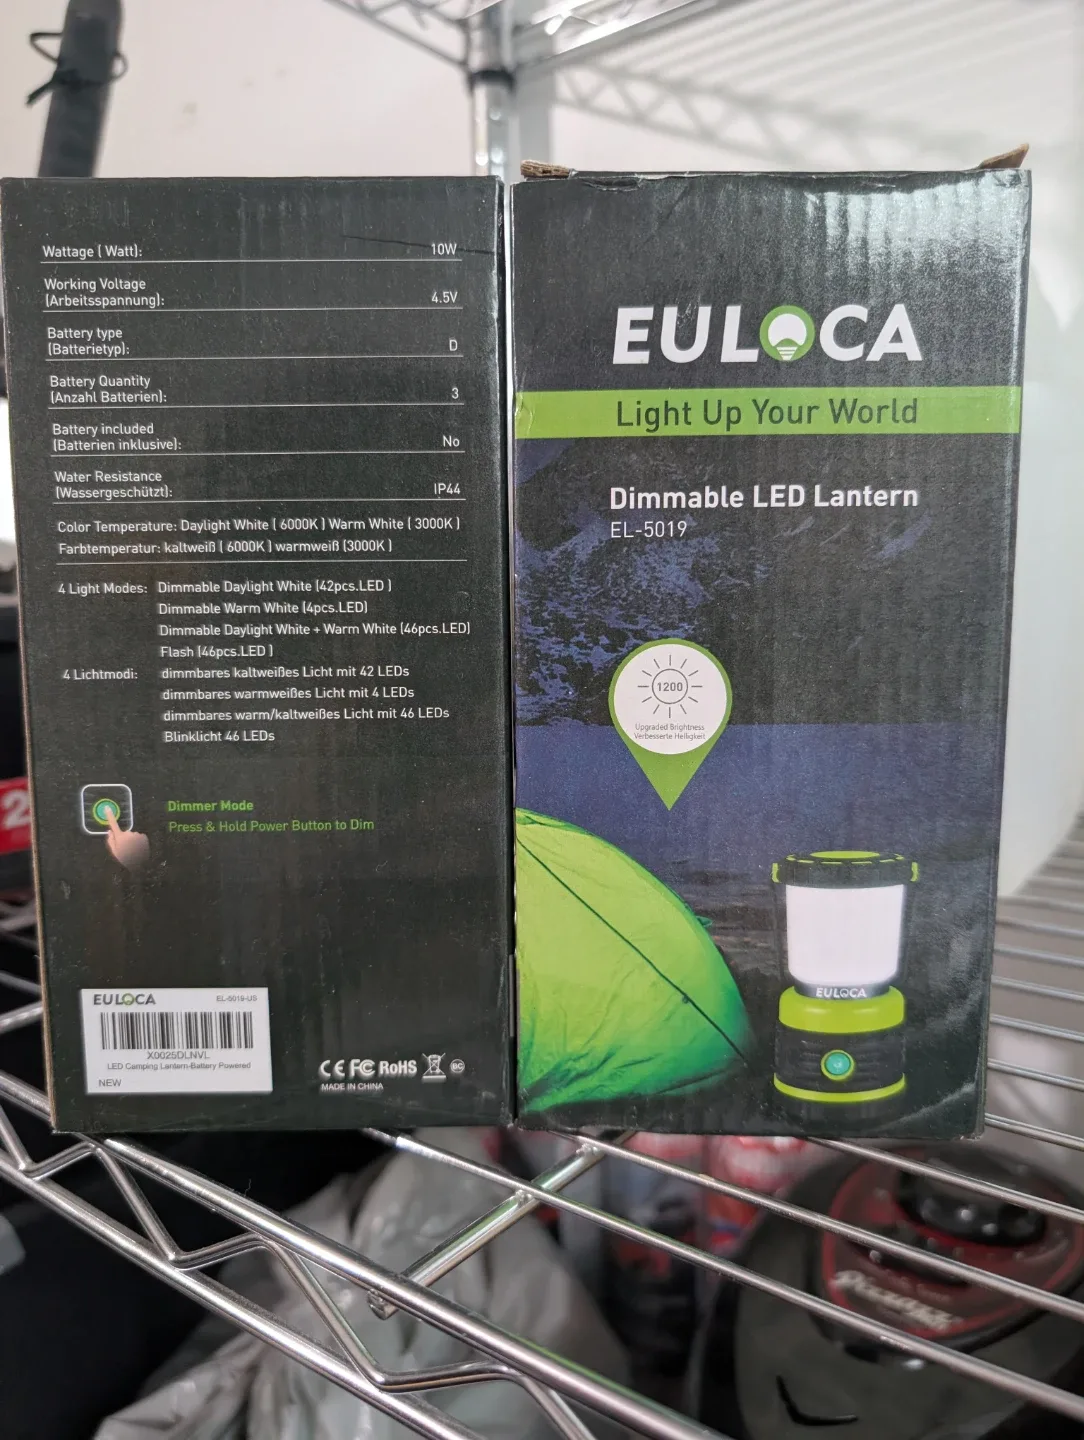 Wattage ( Watt): 10W
Working Voltage
(Arbeitsspannung): 4.5V
Battery type
(Batterietyp): D
Battery Quantity
(Anzahl Batterien): 3
Battery included
(Batterien inklusive): No
Water Resistance
(Wassergeschützt): IP44
Color Temperature: Daylight White ( 6000K ) Warm White ( 3000K )
Farbtemperatur: kaltweiß ( 6000K ) warmweiß (3000K )
4 Light Modes: Dimmable Daylight White (42pcs.LED )
Dimmable Warm White (4pcs.LED)
Dimmable Daylight White + Warm White (46pcs.LED)
Flash (46pcs.LED )
4 Lichtmodi: dimmbares kaltweißes Licht mit 42 LEDs
dimmbares warmweißes Licht mit 4 LEDs
dimmbares warm/kaltweißes Licht mit 46 LEDs
Blinklicht 46 LEDs
Dimmer Mode
Press & Hold Power Button to Dim
EULOCA EL-5019-US
X0025DLNVL
LED Camping Lantern-Battery Powered
NEW
CE FC RoHS BC
MADE IN CHINA
EULOCA
Light Up Your World
Dimmable LED Lantern
EL-5019
1200
Upgraded Brightness
Verbesserte Helligkeit
EULOCA
2